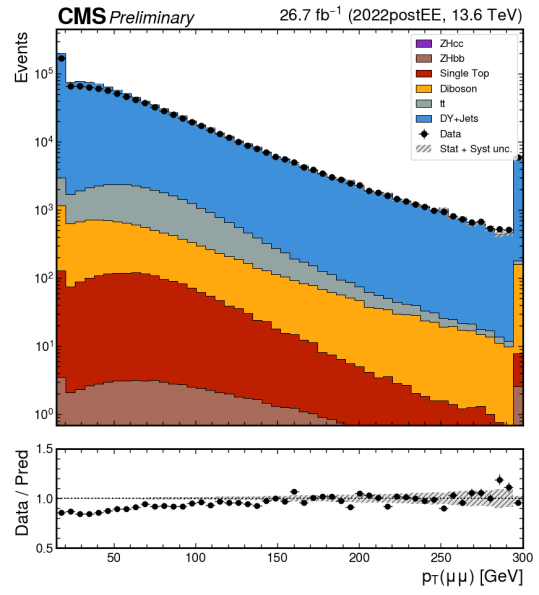 CMS Preliminary 26.7 fb⁻¹ (2022postEE, 13.6 TeV)
Events
10⁵
10⁴
10³
10²
10¹
10⁰
ZHcc
ZHbb
Single Top
Diboson
tt
DY+Jets
Data
Stat + Syst unc.
Data / Pred
1.5
1.0
0.5
50 100 150 200 250 300
p_T(μμ) [GeV]